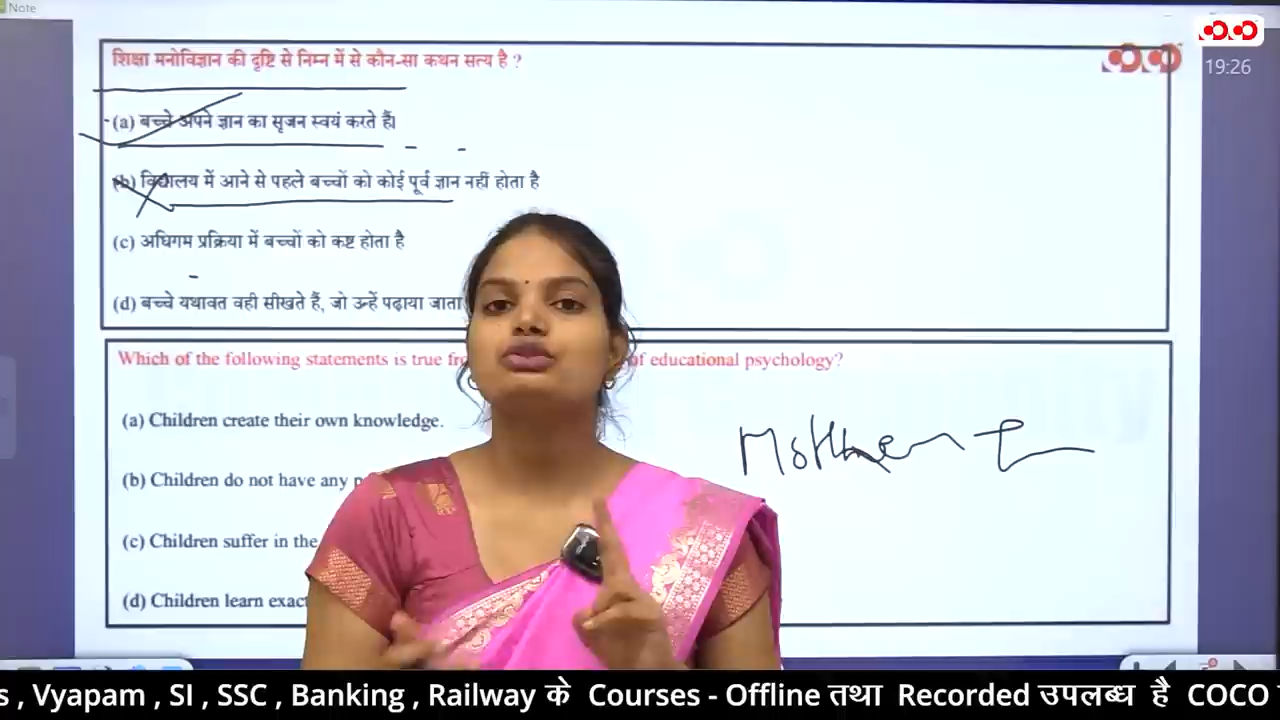 Note
19:26
शिक्षा मनोविज्ञान की दृष्टि से निम्न में से कौन-सा कथन सत्य है ?
(a) बच्चे अपने ज्ञान का सृजन स्वयं करते हैं।
(b) विद्यालय में आने से पहले बच्चों को कोई पूर्व ज्ञान नहीं होता है
(c) अधिगम प्रक्रिया में बच्चों को कष्ट होता है
(d) बच्चे यथावत वही सीखते हैं, जो उन्हें पढ़ाया जाता
Which of the following statements is true of educational psychology?
(a) Children create their own knowledge.
(b) Children do not have any
(c) Children suffer in the
(d) Children learn
, Vyapam , SI , SSC , Banking , Railway के Courses - Offline तथा Recorded उपलब्ध है COCO